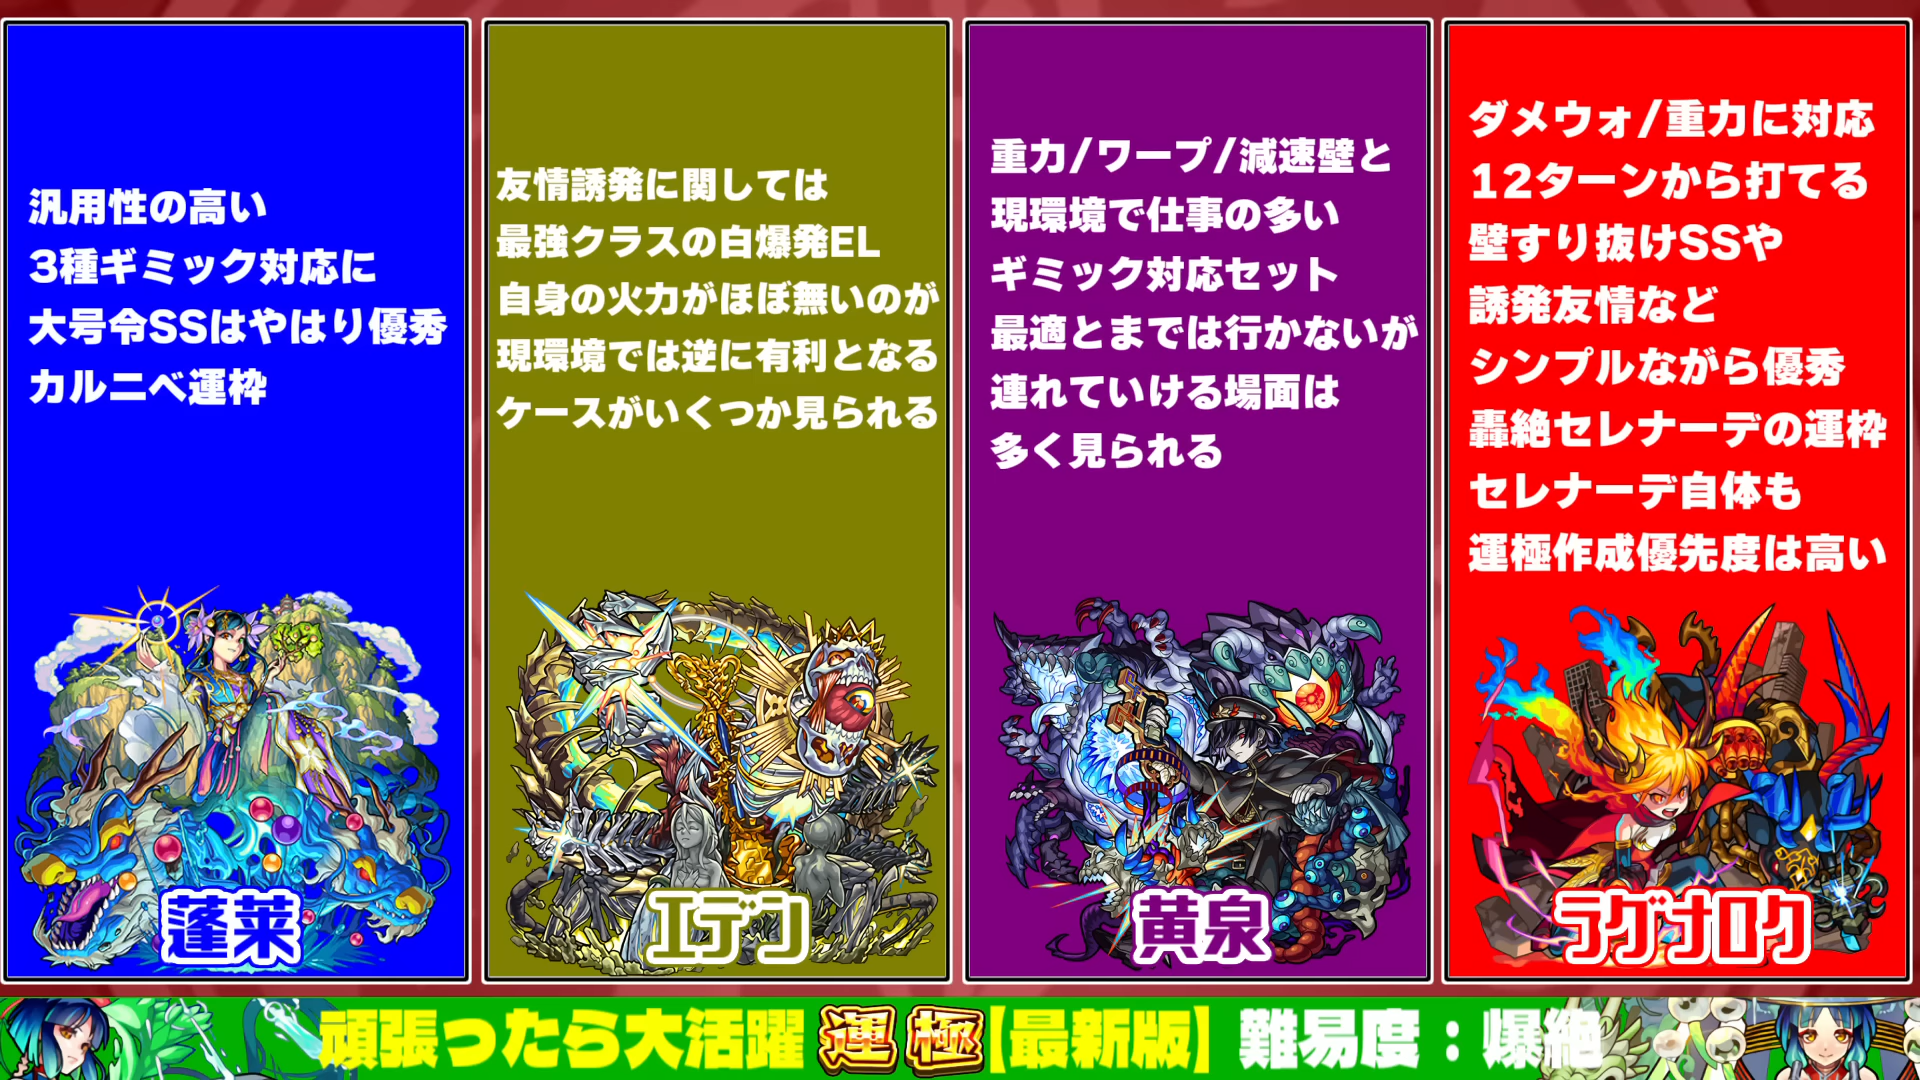 汎用性の高い
3種ギミック対応に
大号令SSはやはり優秀
カルニベ運枠
蓬莱
友情誘発に関しては
最強クラスの白爆発EL
自身の火力がほぼ無いのが
現環境では逆に有利となる
ケースがいくつか見られる
エデン
重力/ワープ/減速壁と
現環境で仕事の多い
ギミック対応セット
最適とまでは行かないが
連れていける場面は
多く見られる
黄泉
ダメウォ/重力に対応
12ターンから打てる
壁すり抜けSSや
誘発友情など
シンプルながら優秀
轟絶セレナーデの運枠
セレナーデ自体も
運極作成優先度は高い
ラグナロク
頑張ったら大活躍 運極【最新版】 難易度：爆絶